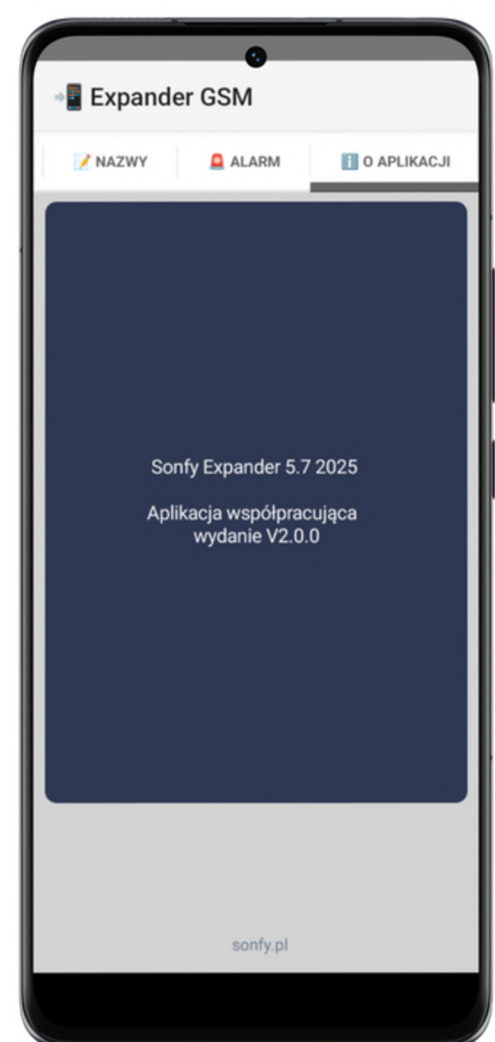 Expander GSM
NAZWY
ALARM
O APLIKACJI
Sonfy Expander 5.7 2025
Aplikacja współpracująca
wydanie V2.0.0
sonfy.pl